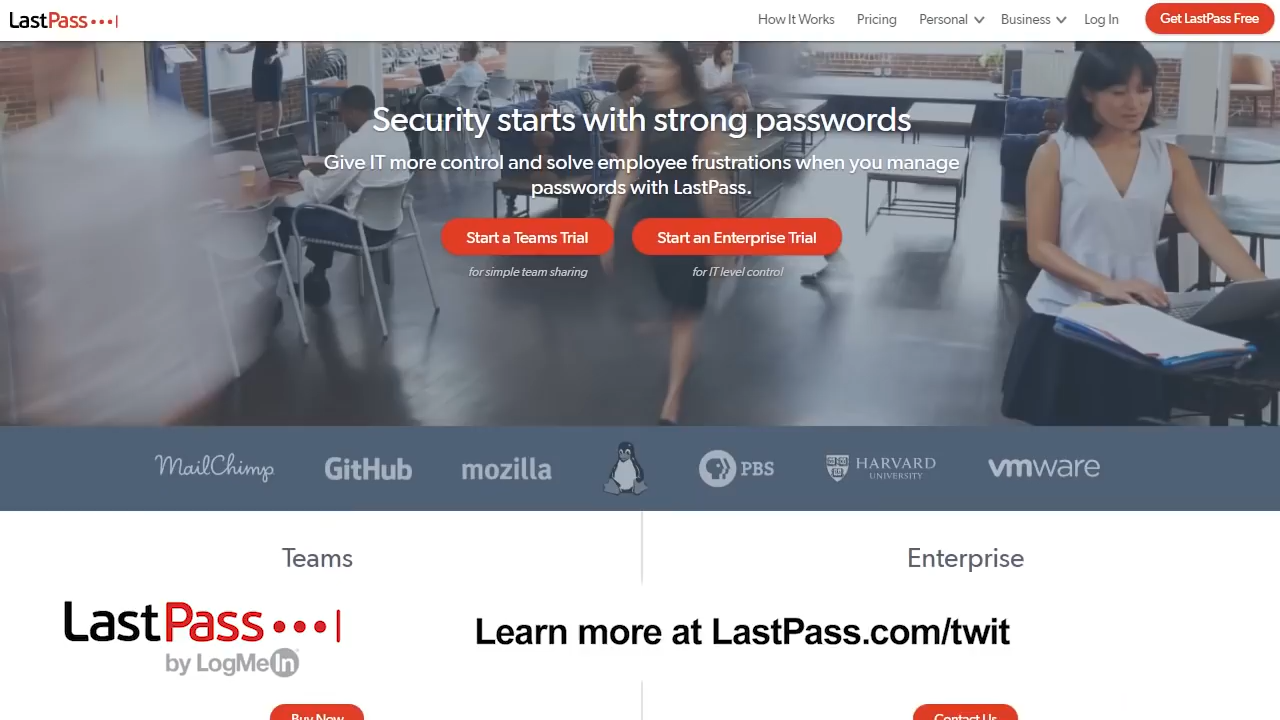 LastPass
How It Works Pricing Personal Business Log In Get LastPass Free
Security starts with strong passwords
Give IT more control and solve employee frustrations when you manage
passwords with LastPass.
Start a Teams Trial Start an Enterprise Trial
for simple team sharing for IT level control
MailChimp GitHub mozilla PBS HARVARD UNIVERSITY vmware
Teams Enterprise
LastPass
by LogMeIn
Learn more at LastPass.com/twit
Buy Now Contact Us